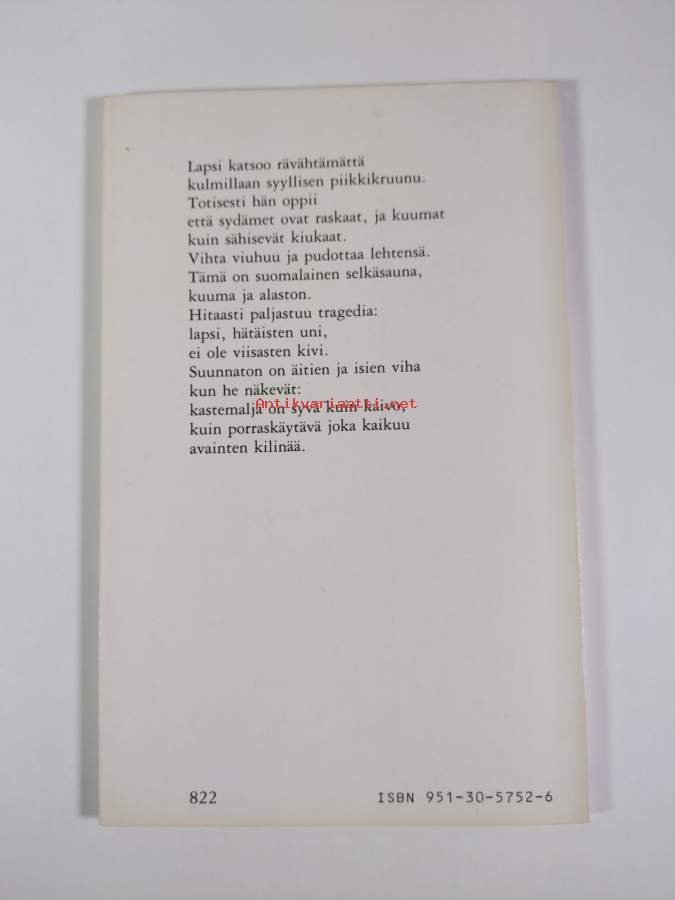 Lapsi katsoo rävähtämättä
kulmillaan syyllisen piikkikruunu.
Totisesti hän oppii
että sydämet ovat raskaat, ja kuumat
kuin sähisevät kiukaat.
Vihta viuhuu ja pudottaa lehtensä.
Tämä on suomalainen selkäsauna,
kuuma ja alaston.
Hitaasti paljastuu tragedia:
lapsi, hätäisten uni,
ei ole viisasten kivi.
Suunnaton on äitien ja isien viha
kun he näkevät:
Antikvariaatti.net
kastemalja on syvä kuin kaivo,
kuin porraskäytävä joka kaikuu
avainten kilinää.
822 ISBN 951-30-5752-6